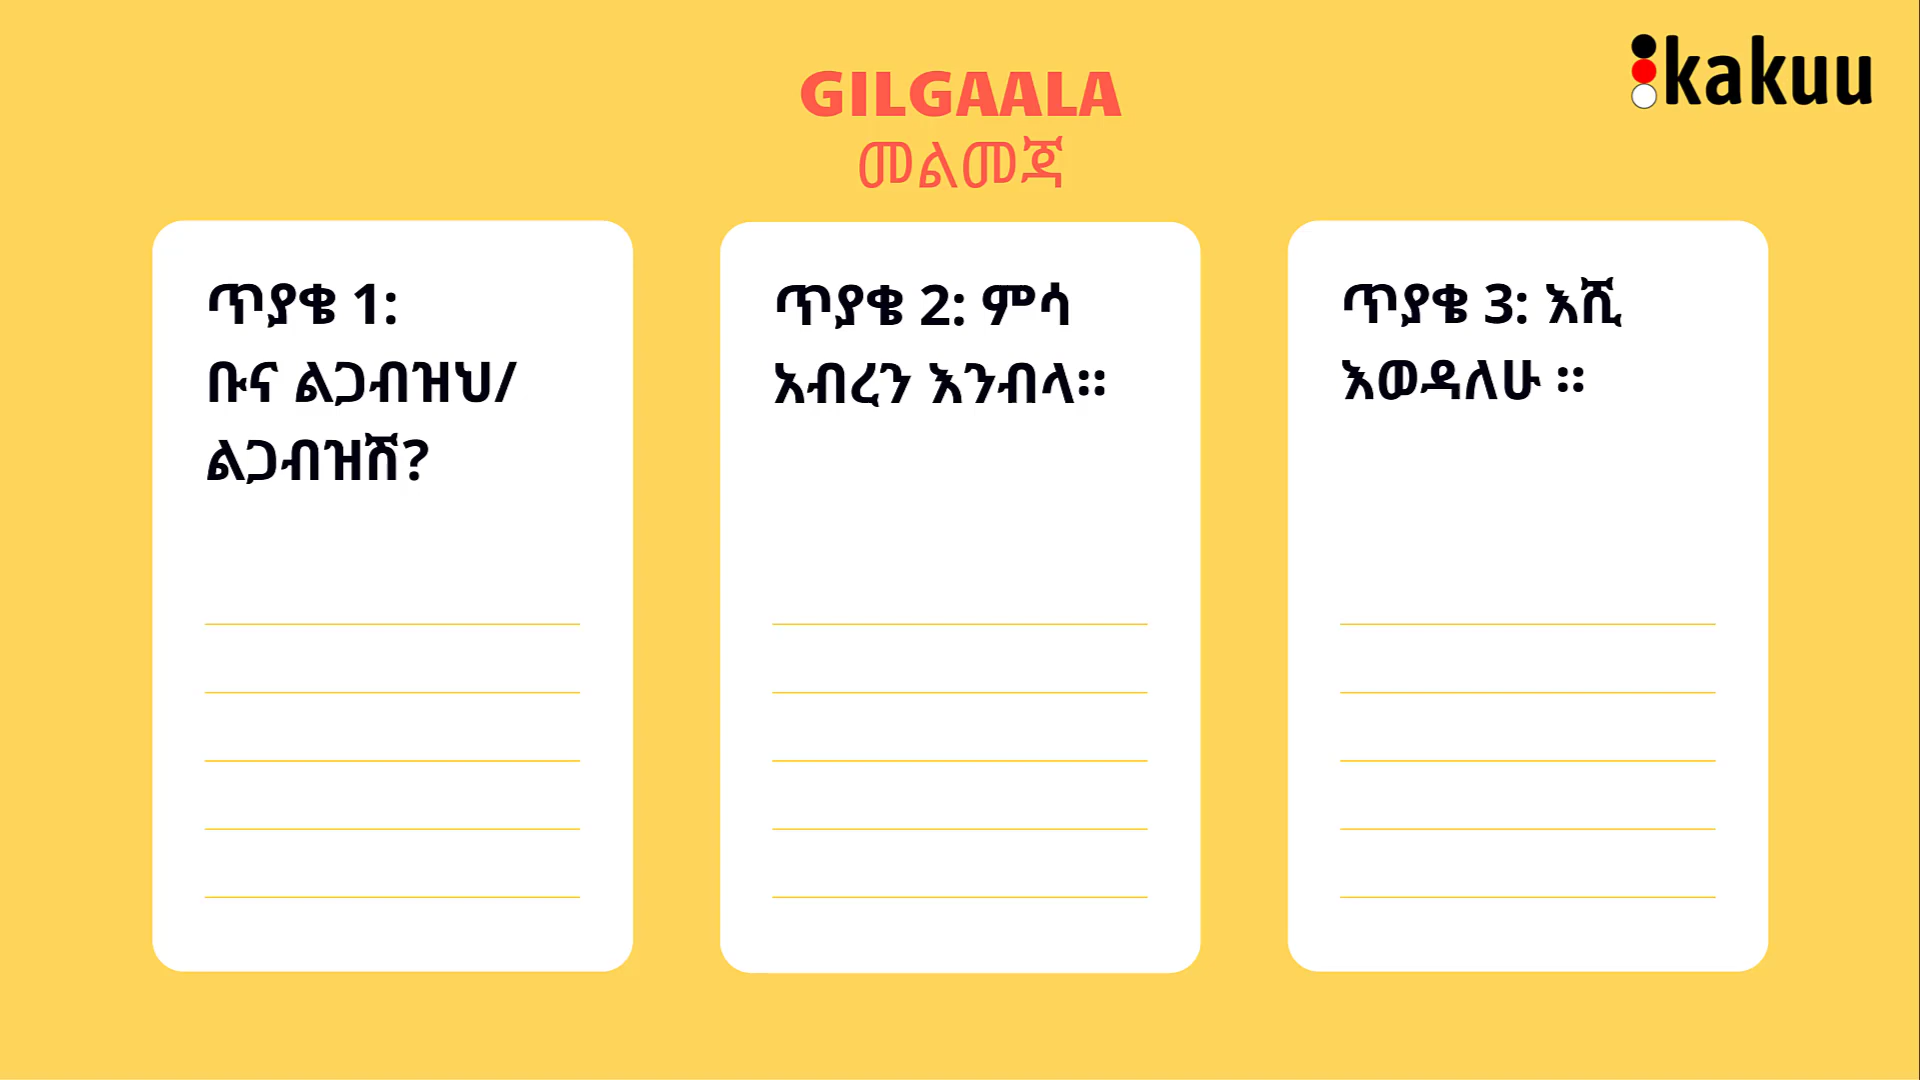 kakuu
GILGAALA
መልመጃ
ጥያቄ 1:
ቡና ልጋብዝህ/
ልጋብዝሽ?
ጥያቄ 2: ምሳ
አብረን እንብላ።
ጥያቄ 3: እሺ
እወዳለሁ ።